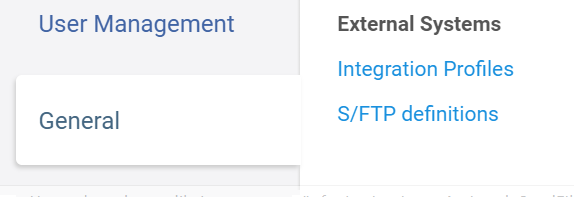 User Management
General
External Systems
Integration Profiles
S/FTP definitions